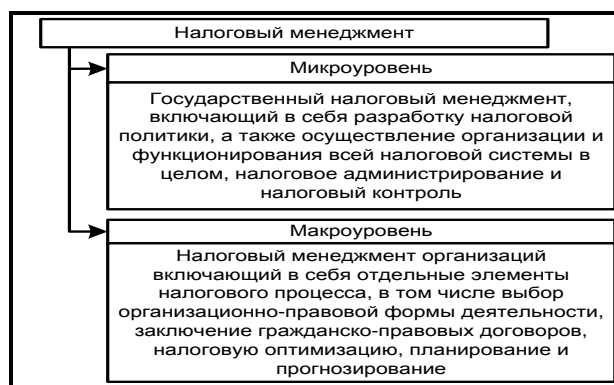 Налоговый менеджмент
Микроуровень
Государственный налоговый менеджмент,
включающий в себя разработку налоговой
политики, а также осуществление организации и
функционирования всей налоговой системы в
целом, налоговое администрирование и
налоговый контроль
Макроуровень
Налоговый менеджмент организаций
включающий в себя отдельные элементы
налогового процесса, в том числе выбор
организационно-правовой формы деятельности,
заключение гражданско-правовых договоров,
налоговую оптимизацию, планирование и
прогнозирование